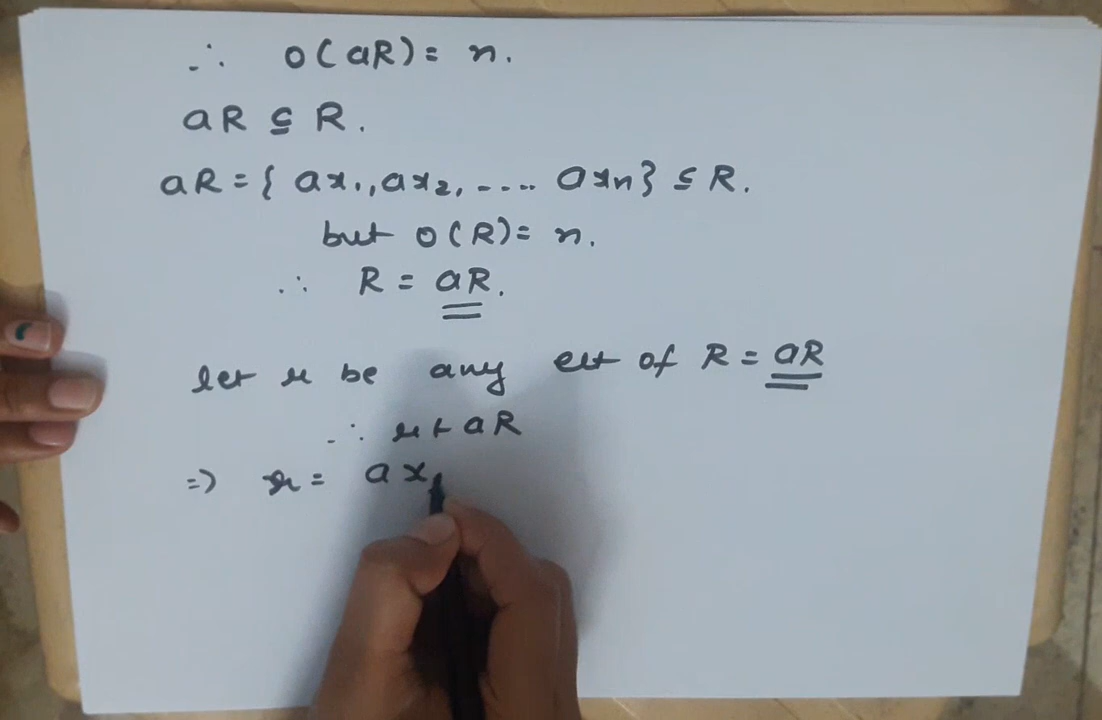 ∴ o(aR) = n.
aR ⊆ R.
aR = { ax₁, ax₂, ---- axn} ⊆ R.
but o(R) = n.
∴ R = aR.
let r be any elt of R = aR
∴ r ∈ aR
=> r = ax